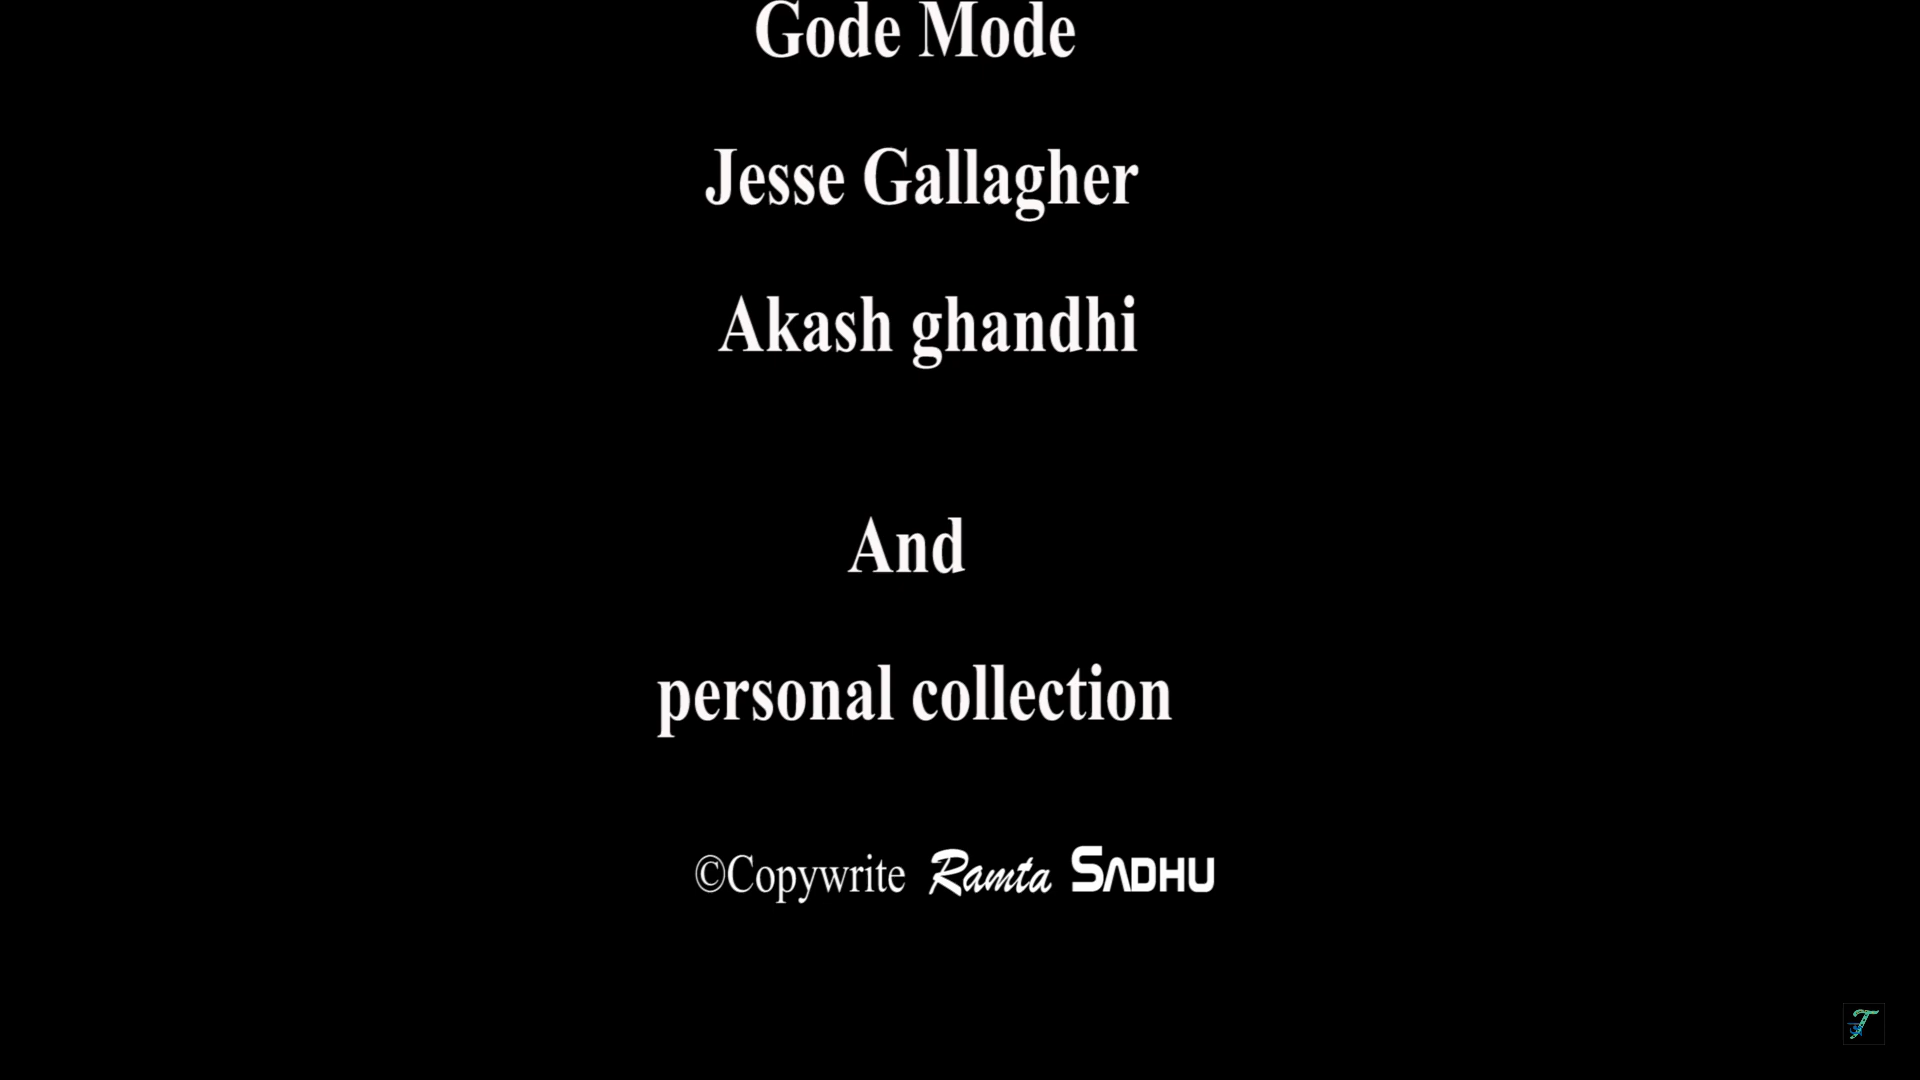 Gode Mode
Jesse Gallagher
Akash ghandhi
And
personal collection
©Copywrite Ramta SADHU